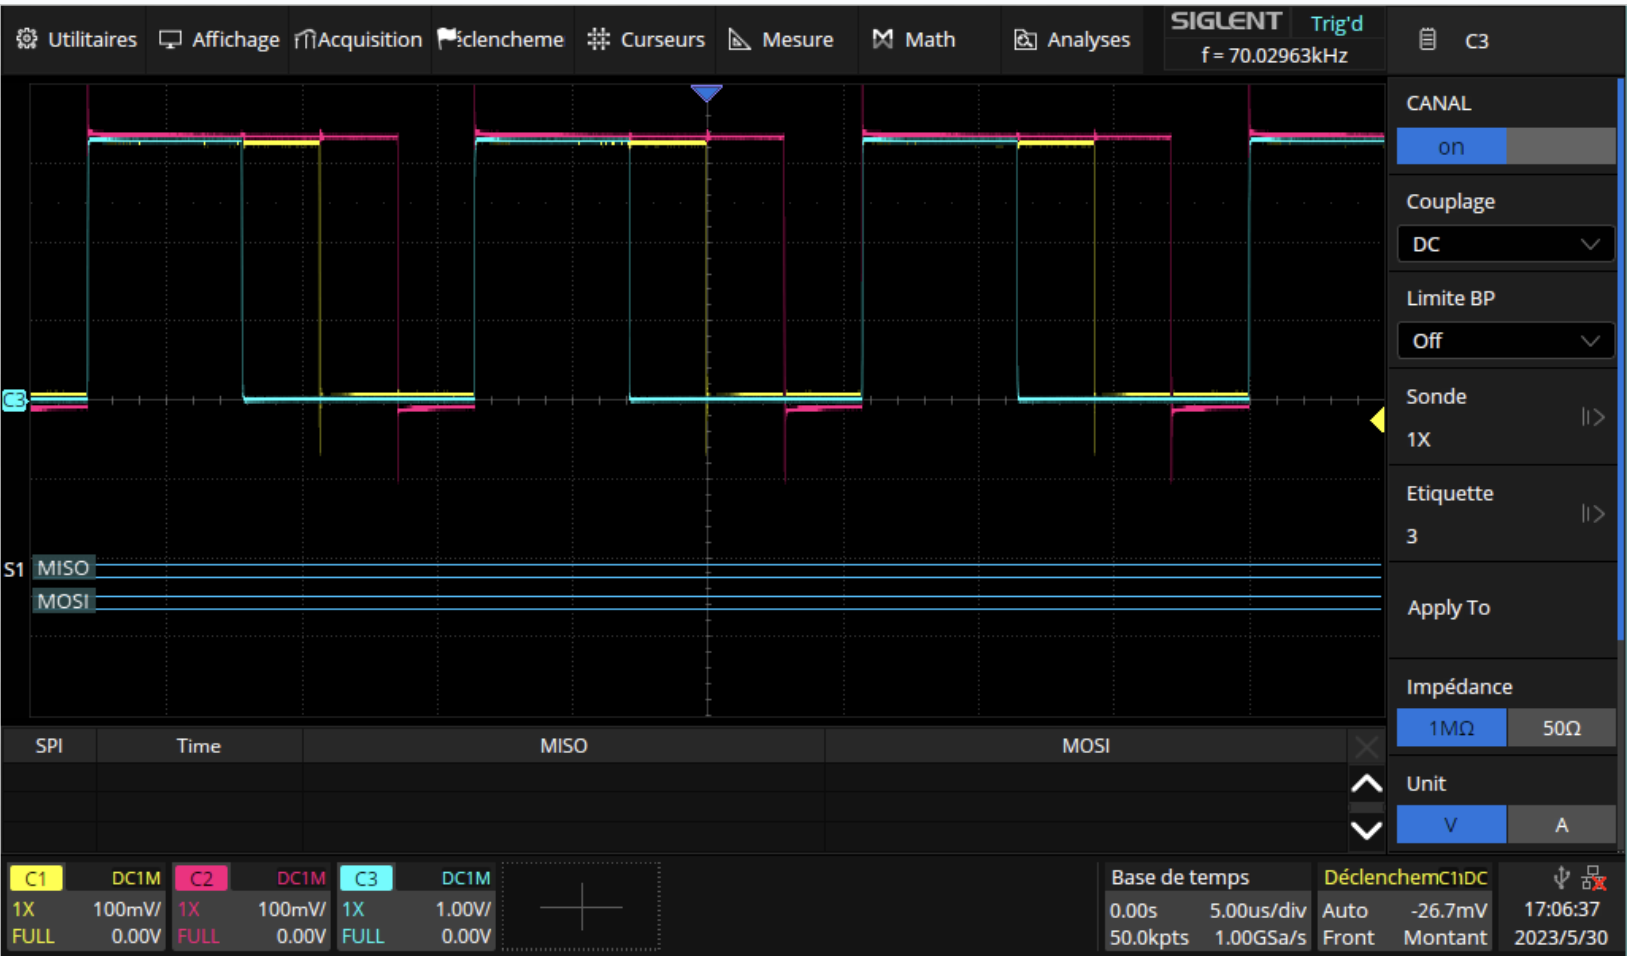 Utilitaires Affichage Acquisition éclencheme Curseurs Mesure Math Analyses SIGLENT Trig'd C3
f = 70.02963kHz
CANAL
on
Couplage
DC
Limite BP
Off
C3
Sonde
1X
Etiquette
3
S1 MISO
MOSI
Apply To
Impédance
1MΩ 50Ω
SPI Time MISO MOSI
Unit
V A
C1 DC1M C2 DC1M C3 DC1M Base de temps DéclenchemC1DC
1X 100mV/ 1X 100mV/ 1X 1.00V/ 0.00s 5.00us/div Auto -26.7mV 17:06:37
FULL 0.00V FULL 0.00V FULL 0.00V 50.0kpts 1.00GSa/s Front Montant 2023/5/30